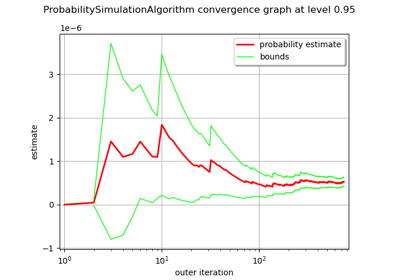 ProbabilitySimulationAlgorithm convergence graph at level 0.95
1e−6
probability estimate
bounds
3
2
1
0
−1
estimate
10⁰
10¹
10²
outer iteration